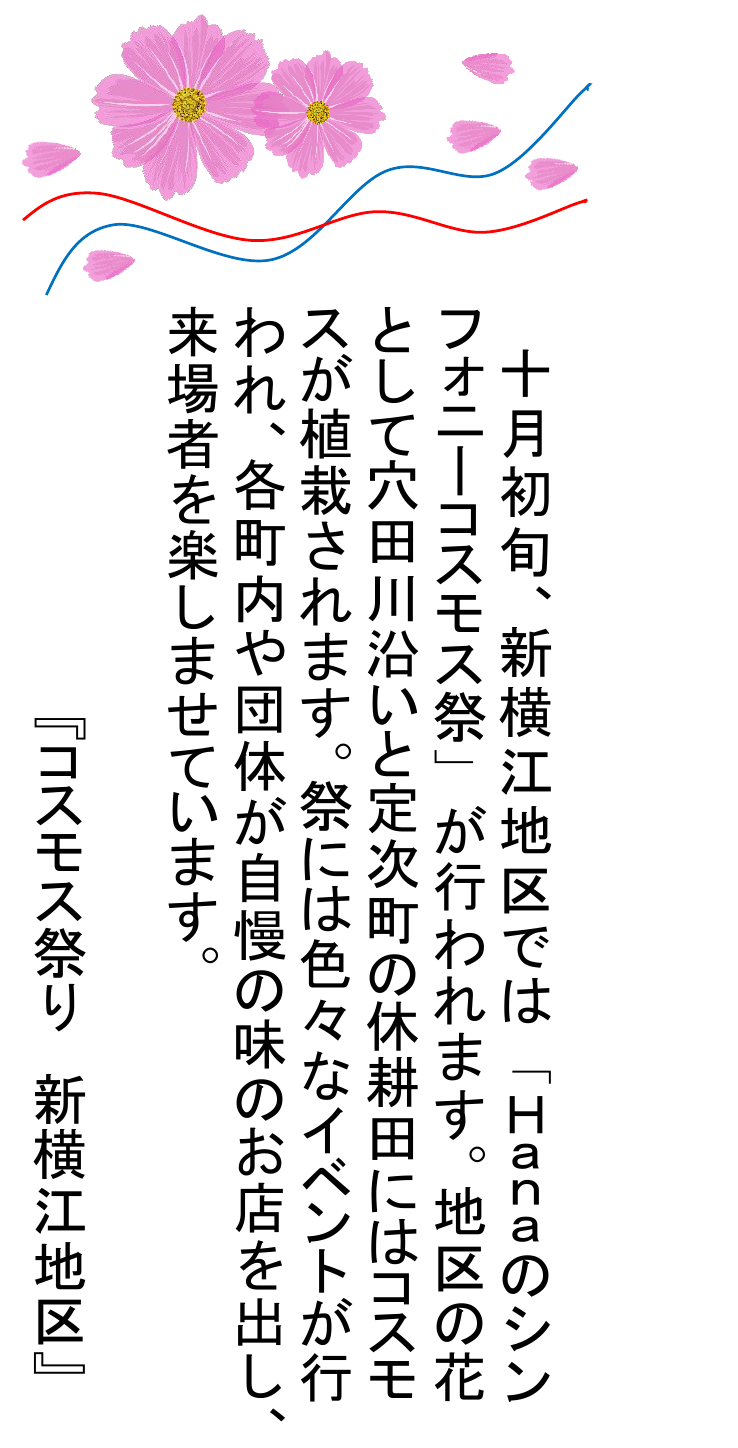 十月初旬、新横江地区では「Hanaのシン
フォニーコスモス祭」が行われます。地区の花
として穴田川沿いと定次町の休耕田にはコスモ
スが植栽されます。祭には色々なイベントが行
われ、各町内や団体が自慢の味のお店を出し、
来場者を楽しませています。
『コスモス祭り　新横江地区』